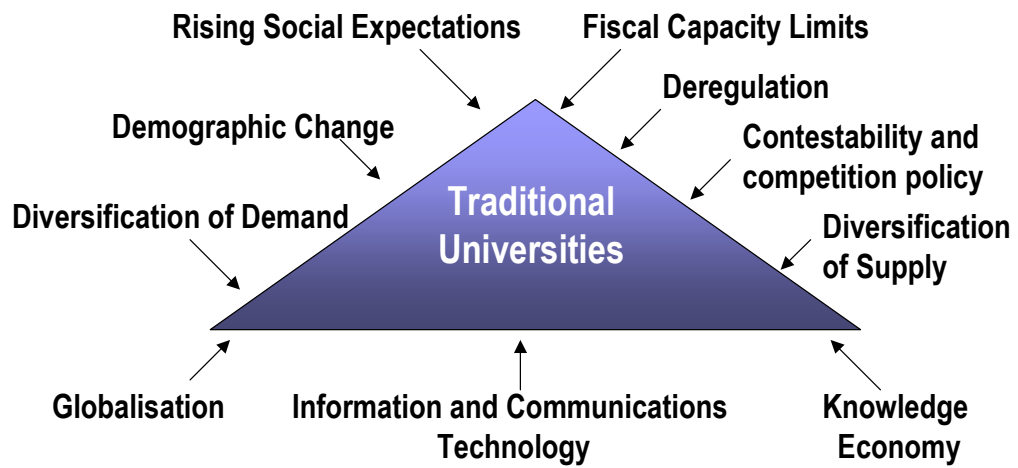 Rising Social Expectations
Fiscal Capacity Limits
Deregulation
Demographic Change
Contestability and
competition policy
Traditional
Universities
Diversification of Demand
Diversification
of Supply
Globalisation
Information and Communications
Technology
Knowledge
Economy